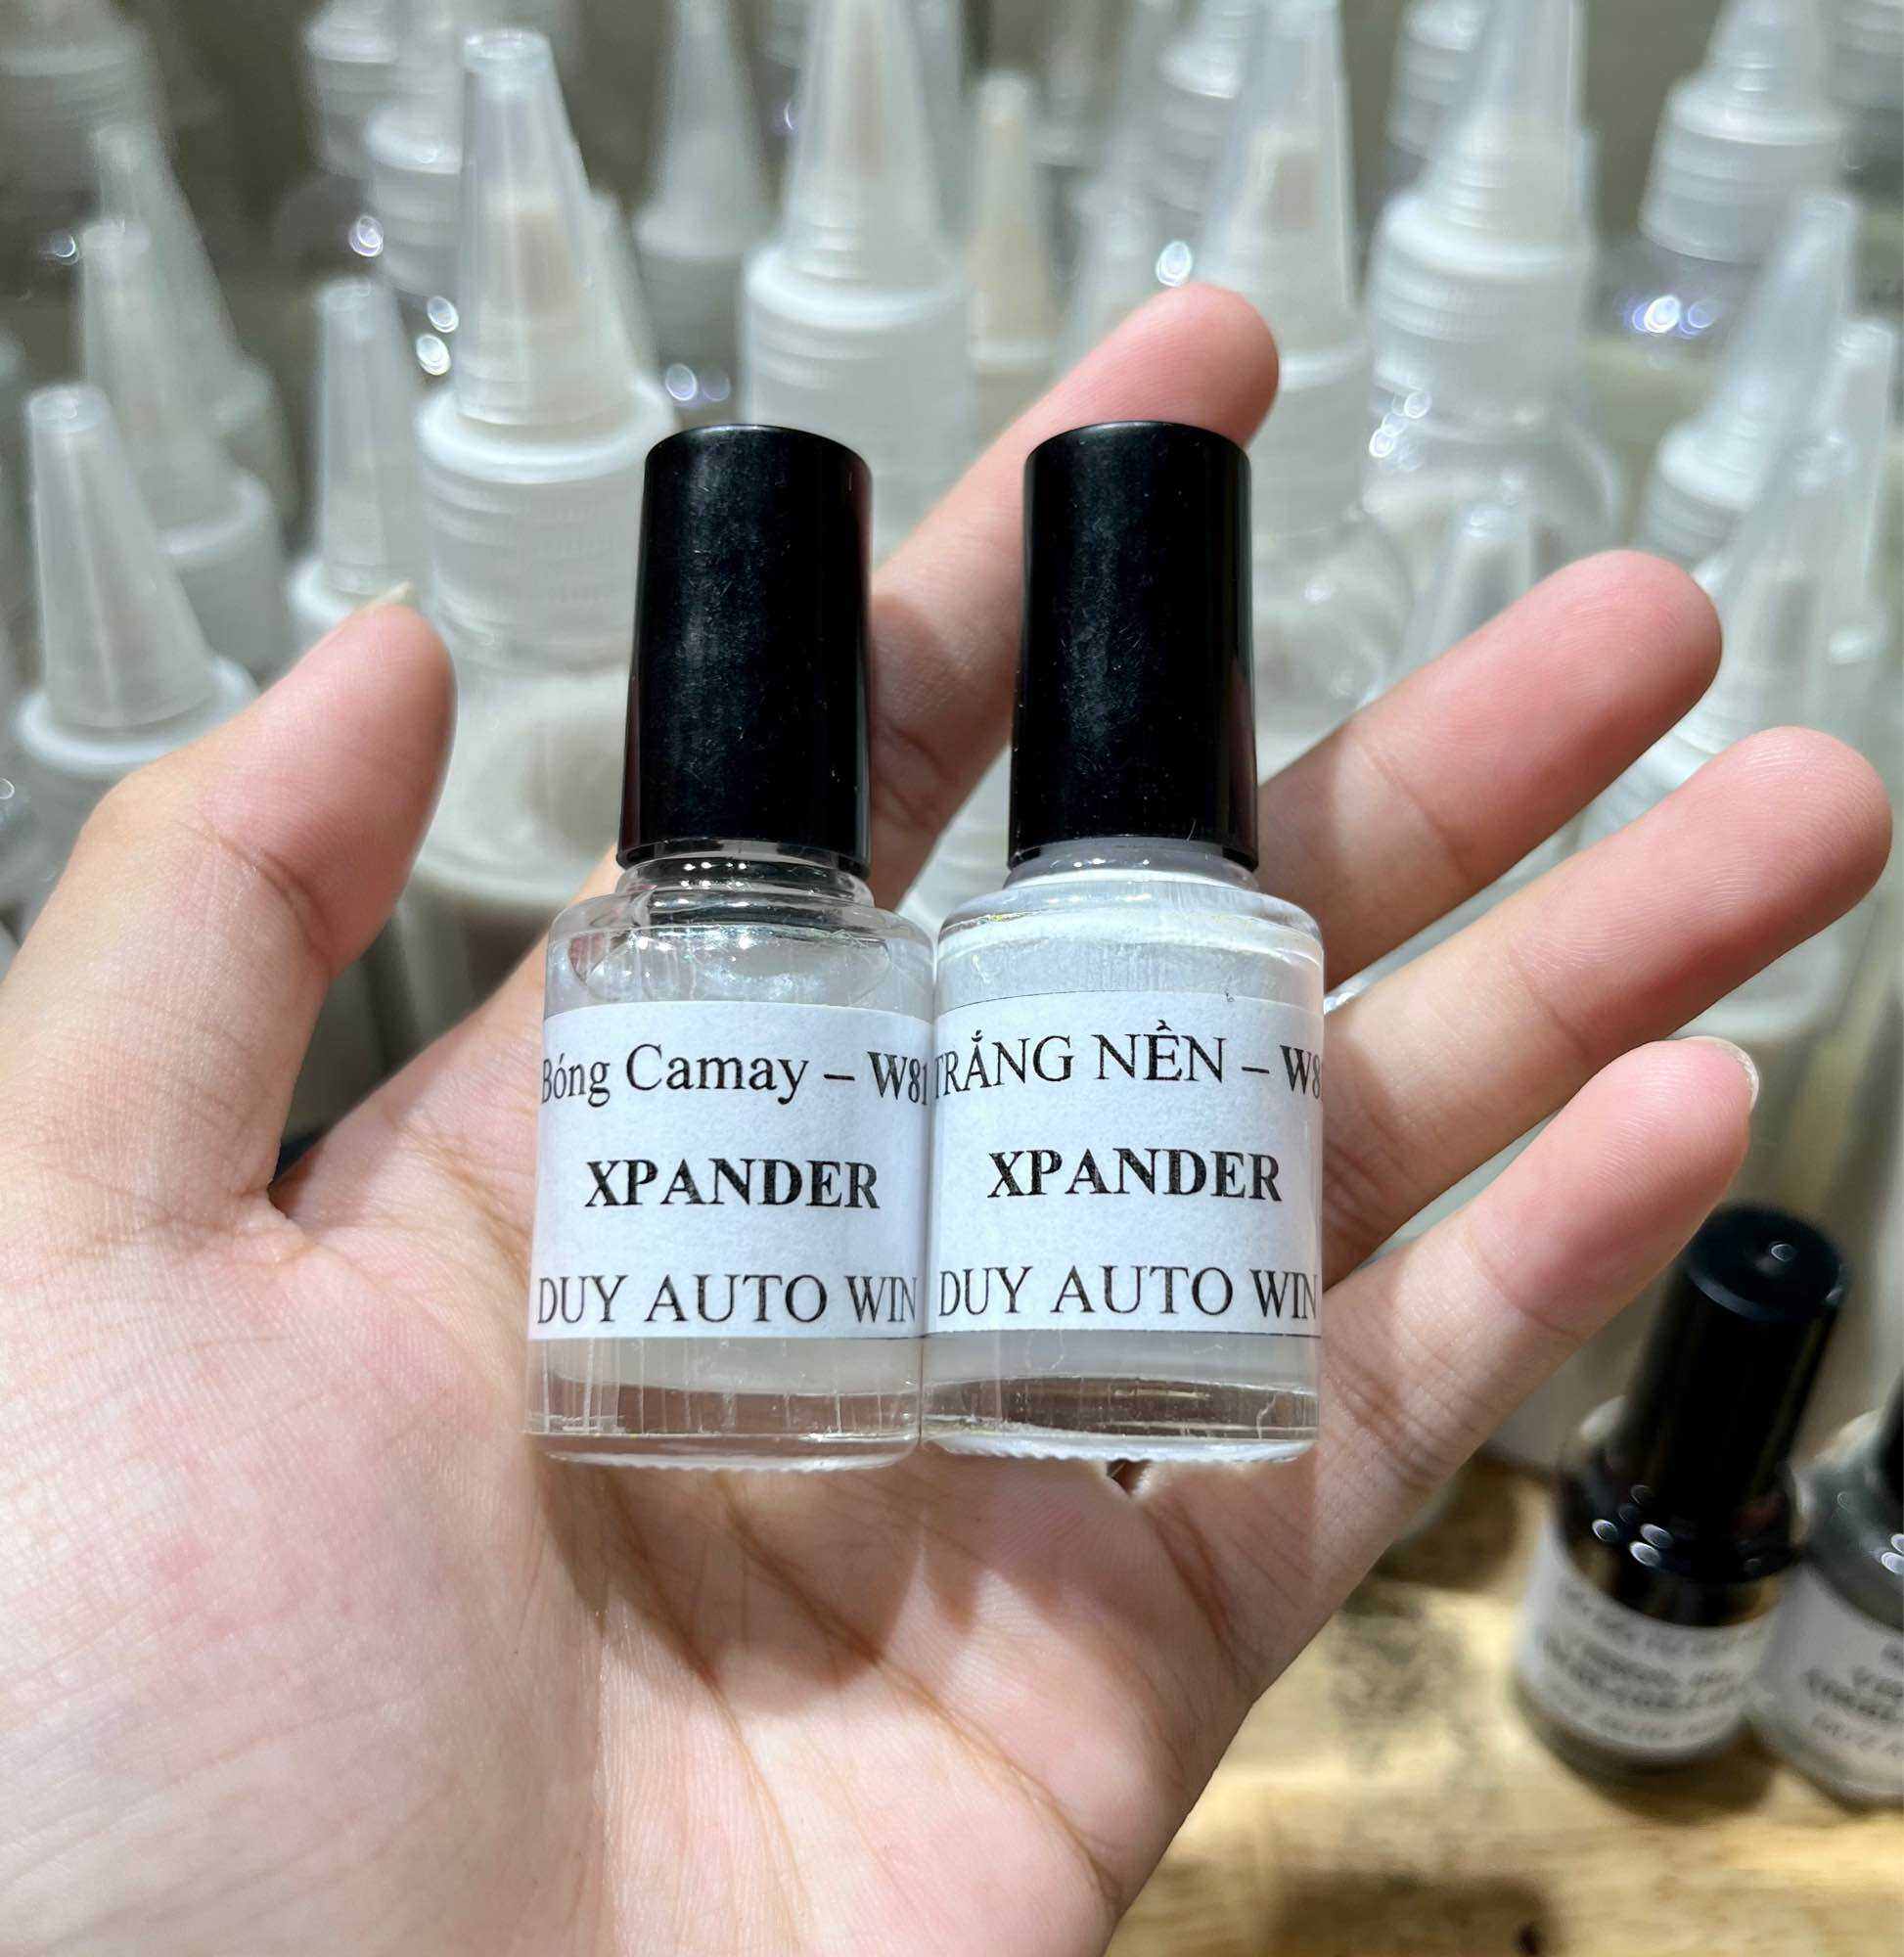 Bóng Camay – W81
XPANDER
DUY AUTO WIN
TRẮNG NỀN – W8
XPANDER
DUY AUTO WIN